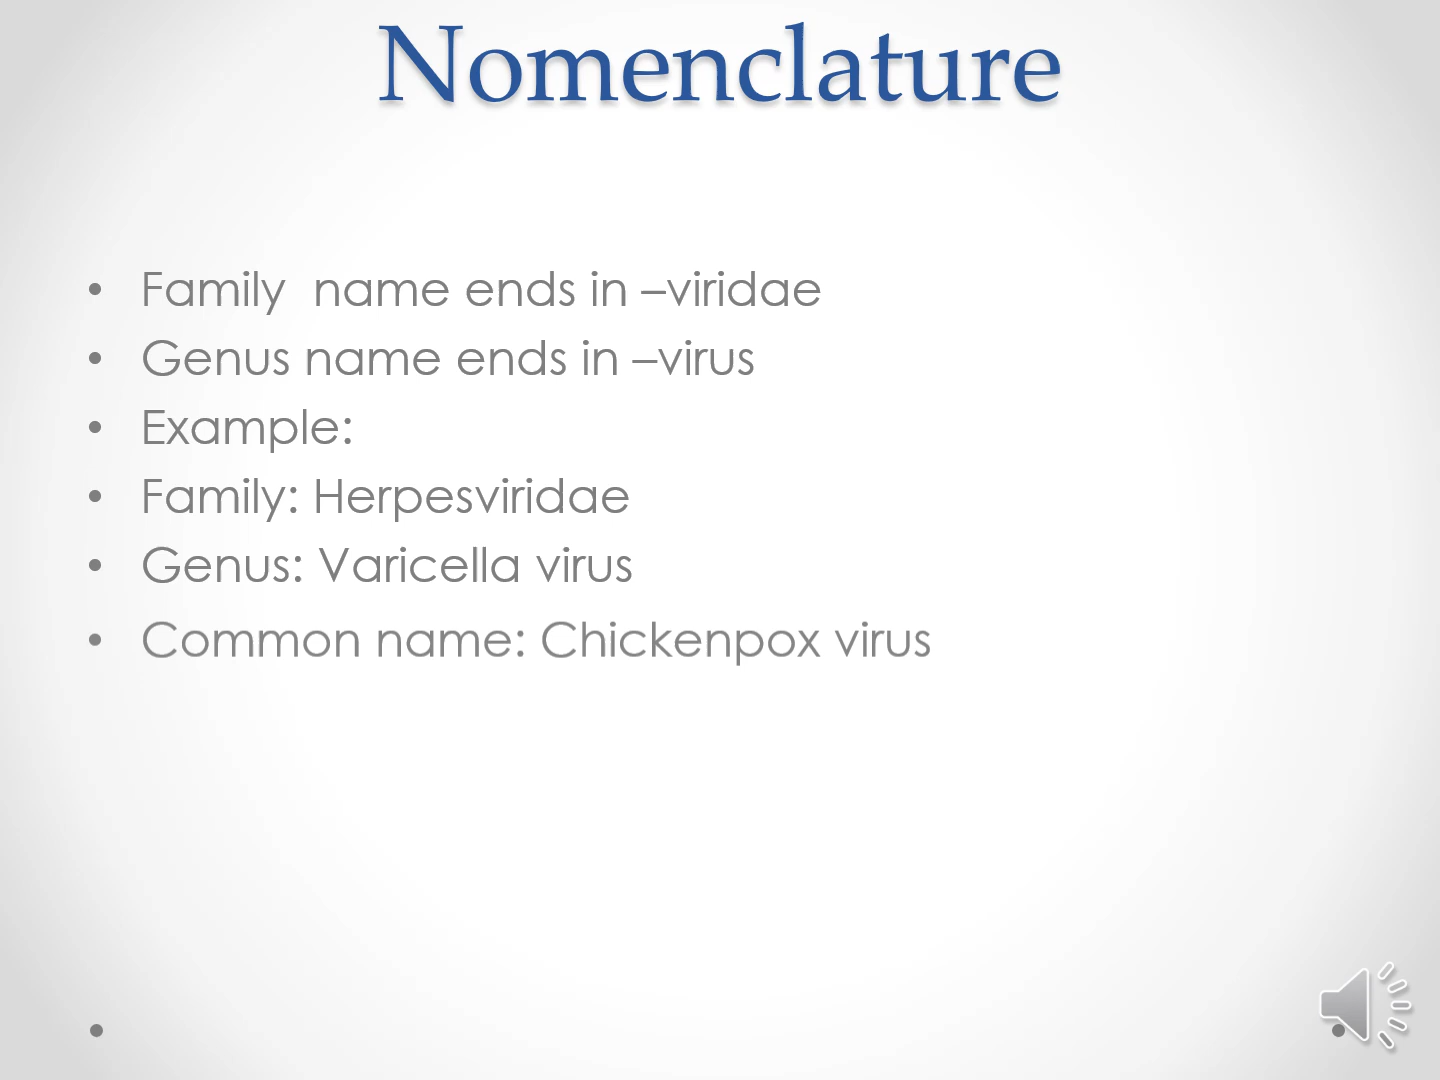 Nomenclature
• Family  name ends in –viridae
• Genus name ends in –virus
• Example:
• Family: Herpesviridae
• Genus: Varicella virus
• Common name: Chickenpox virus